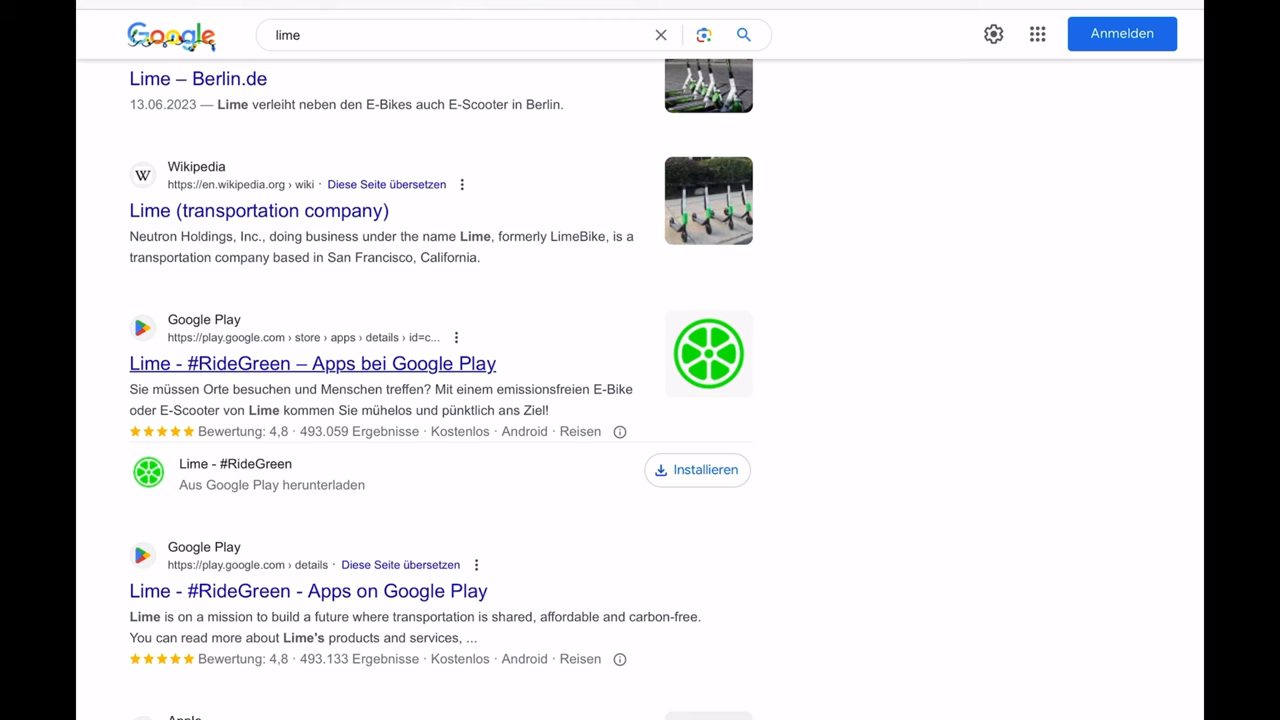 Google
lime
Anmelden
Lime – Berlin.de
13.06.2023 — Lime verleiht neben den E-Bikes auch E-Scooter in Berlin.
W
Wikipedia
https://en.wikipedia.org › wiki · Diese Seite übersetzen
Lime (transportation company)
Neutron Holdings, Inc., doing business under the name Lime, formerly LimeBike, is a
transportation company based in San Francisco, California.
Google Play
https://play.google.com › store › apps › details › id=c...
Lime - #RideGreen – Apps bei Google Play
Sie müssen Orte besuchen und Menschen treffen? Mit einem emissionsfreien E-Bike
oder E-Scooter von Lime kommen Sie mühelos und pünktlich ans Ziel!
Bewertung: 4,8 · 493.059 Ergebnisse · Kostenlos · Android · Reisen
Lime - #RideGreen
Aus Google Play herunterladen
Installieren
Google Play
https://play.google.com › details · Diese Seite übersetzen
Lime - #RideGreen - Apps on Google Play
Lime is on a mission to build a future where transportation is shared, affordable and carbon-free.
You can read more about Lime's products and services, ...
Bewertung: 4,8 · 493.133 Ergebnisse · Kostenlos · Android · Reisen
Apple